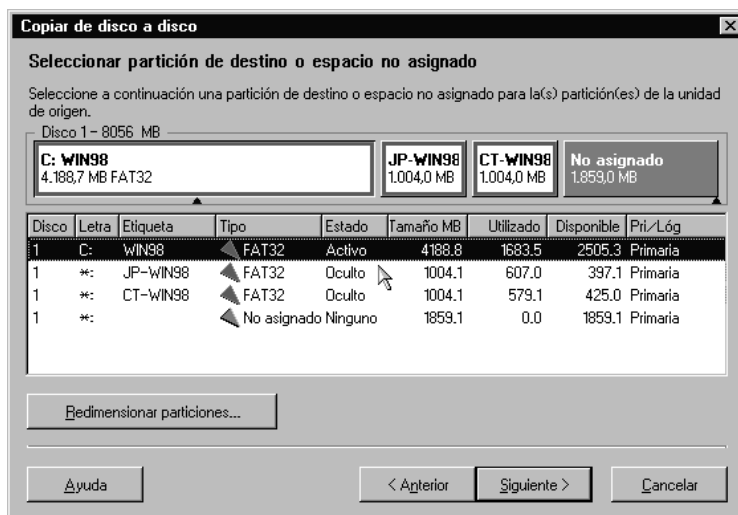 Copiar de disco a disco
Seleccionar partición de destino o espacio no asignado
Seleccione a continuación una partición de destino o espacio no asignado para la(s) partición(es) de la unidad
de origen.
Disco 1 - 8056 MB
C: WIN98 JP-WIN98 CT-WIN98 No asignado
4.188,7 MB FAT32 1.004,0 MB 1.004,0 MB 1.859,0 MB
Disco Letra Etiqueta Tipo Estado Tamaño MB Utilizado Disponible Pri/Lóg
1 C: WIN98 FAT32 Activo 4188.8 1683.5 2505.3 Primaria
1 *: JP-WIN98 FAT32 Oculto 1004.1 607.0 397.1 Primaria
1 *: CT-WIN98 FAT32 Oculto 1004.1 579.1 425.0 Primaria
1 *: No asignado Ninguno 1859.1 0.0 1859.1 Primaria
Redimensionar particiones...
Ayuda < Anterior Siguiente > Cancelar